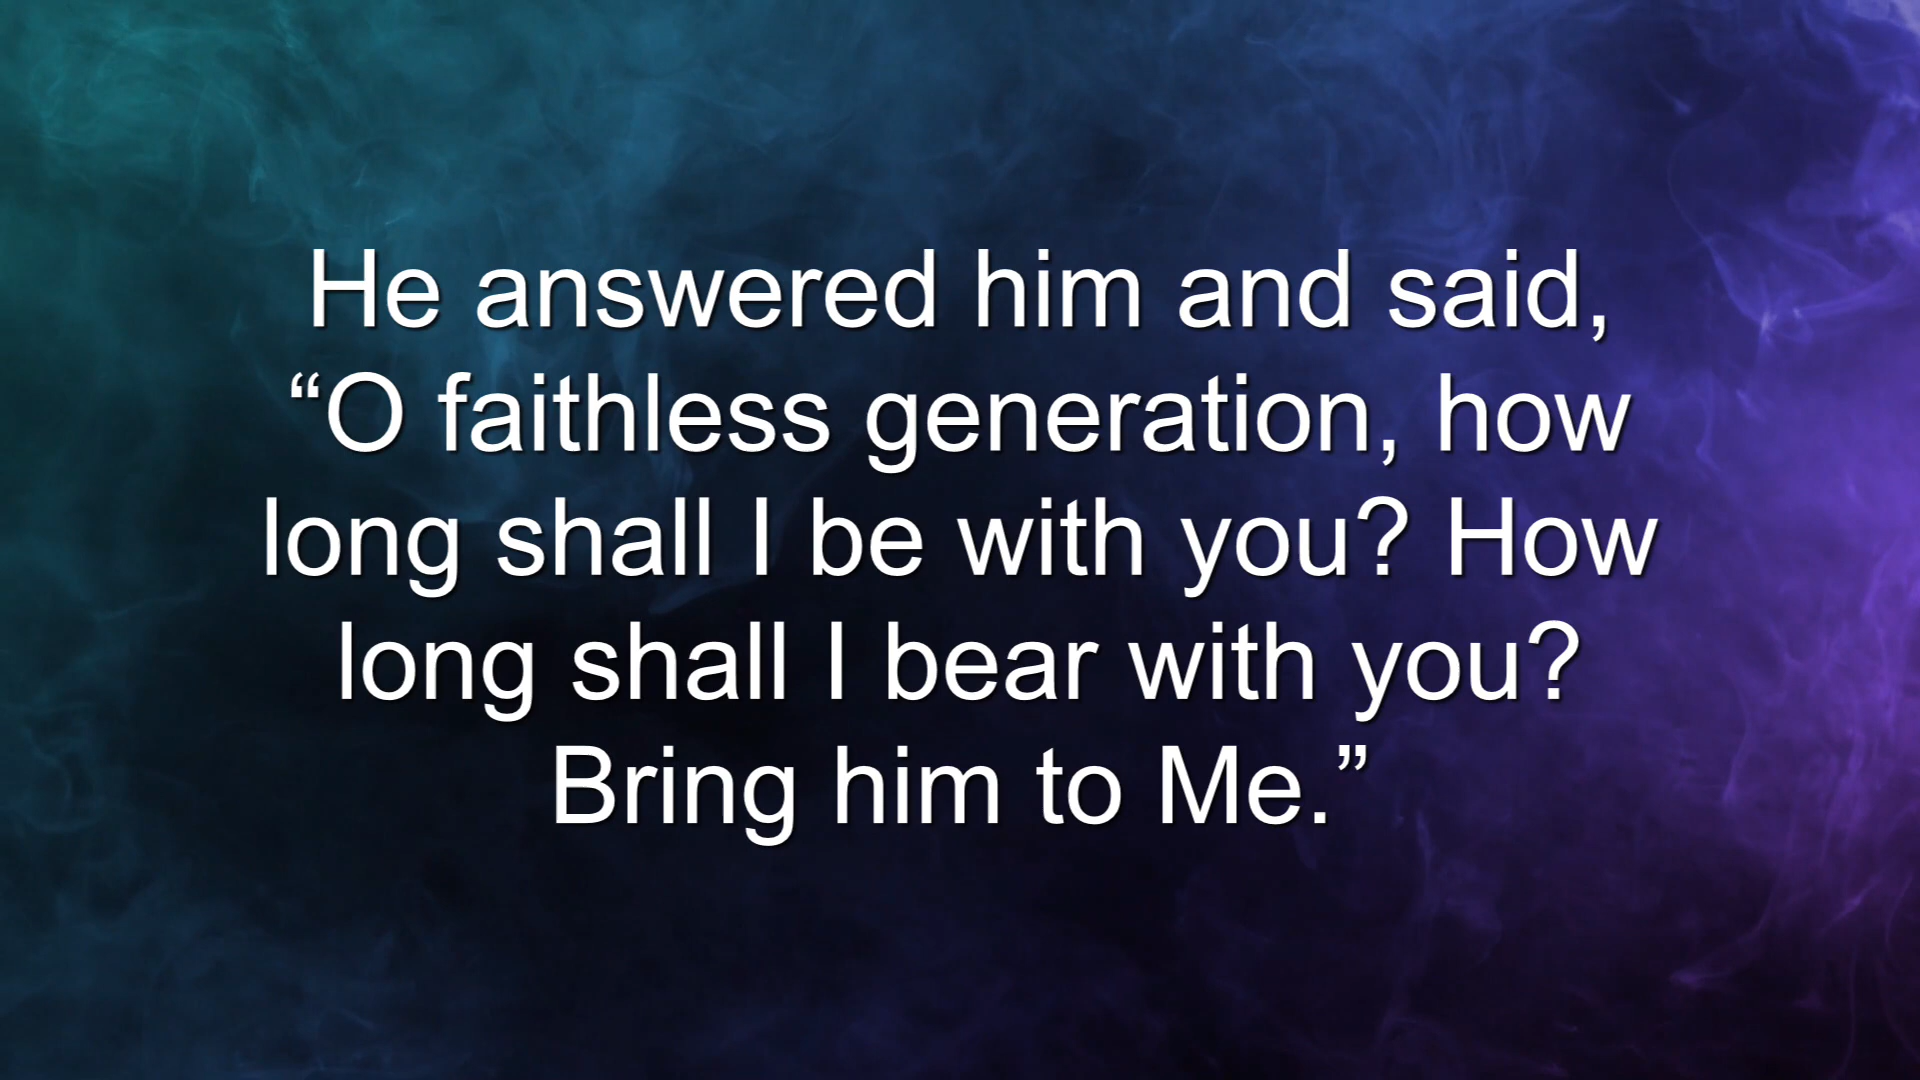 He answered him and said,
“O faithless generation, how
long shall I be with you? How
long shall I bear with you?
Bring him to Me.”